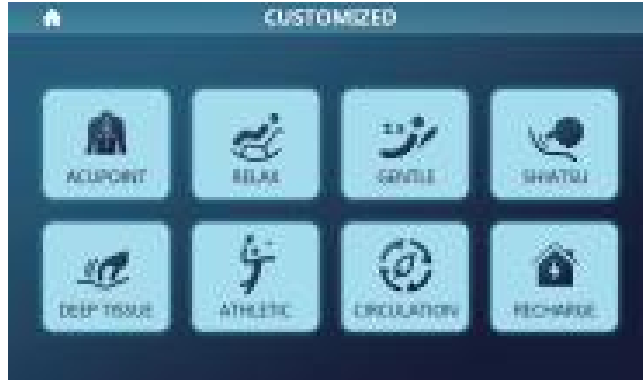 CUSTOMIZED
ACUPOINT
RELAX
GENTLE
SHIATSU
DEEP TISSUE
ATHLETIC
CIRCULATION
RECHARGE